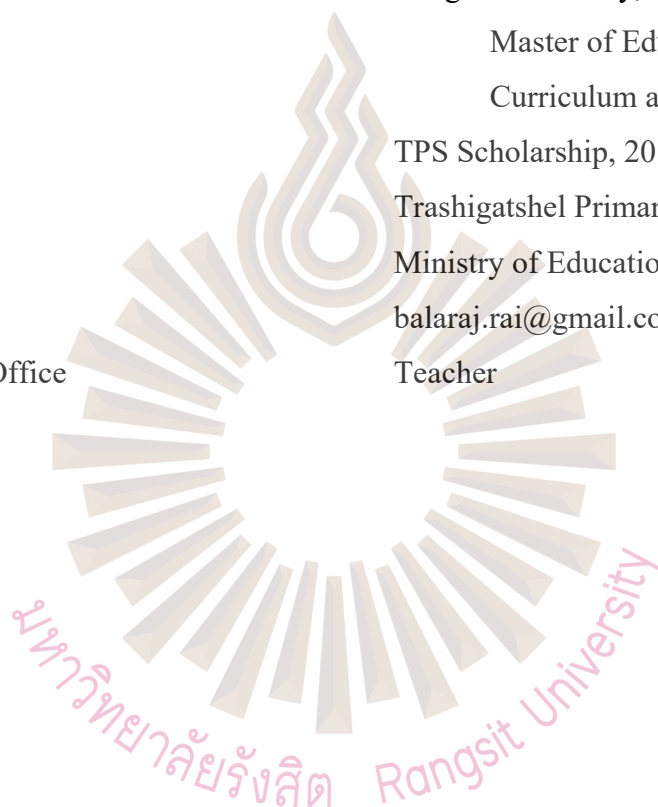 Master of Ed
Curriculum a
TPS Scholarship, 20
Trashigatshel Primar
Ministry of Educatio
balaraj.rai@gmail.co
Office Teacher
มหาวิทยาลัยรังสิต Rangsit University